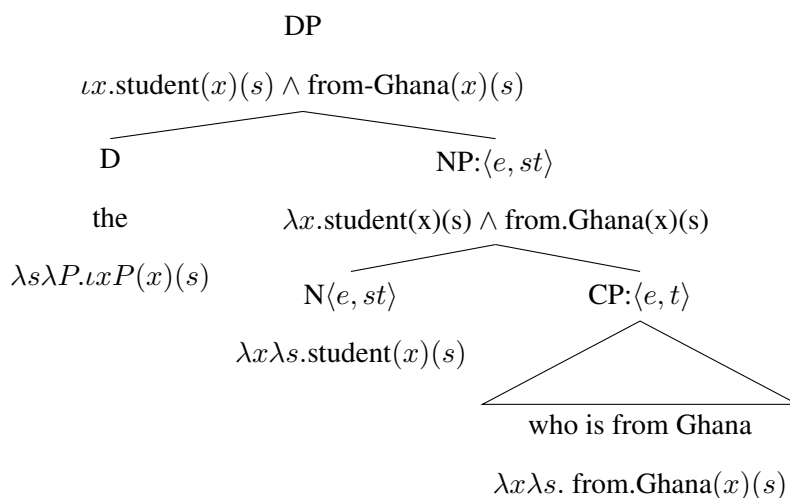 DP
ιx.student(x)(s) ∧ from-Ghana(x)(s)
D NP:⟨e, st⟩
the λx.student(x)(s) ∧ from.Ghana(x)(s)
λsλP.ιxP(x)(s) N⟨e, st⟩ CP:⟨e, t⟩
λxλs.student(x)(s)
who is from Ghana
λxλs. from.Ghana(x)(s)